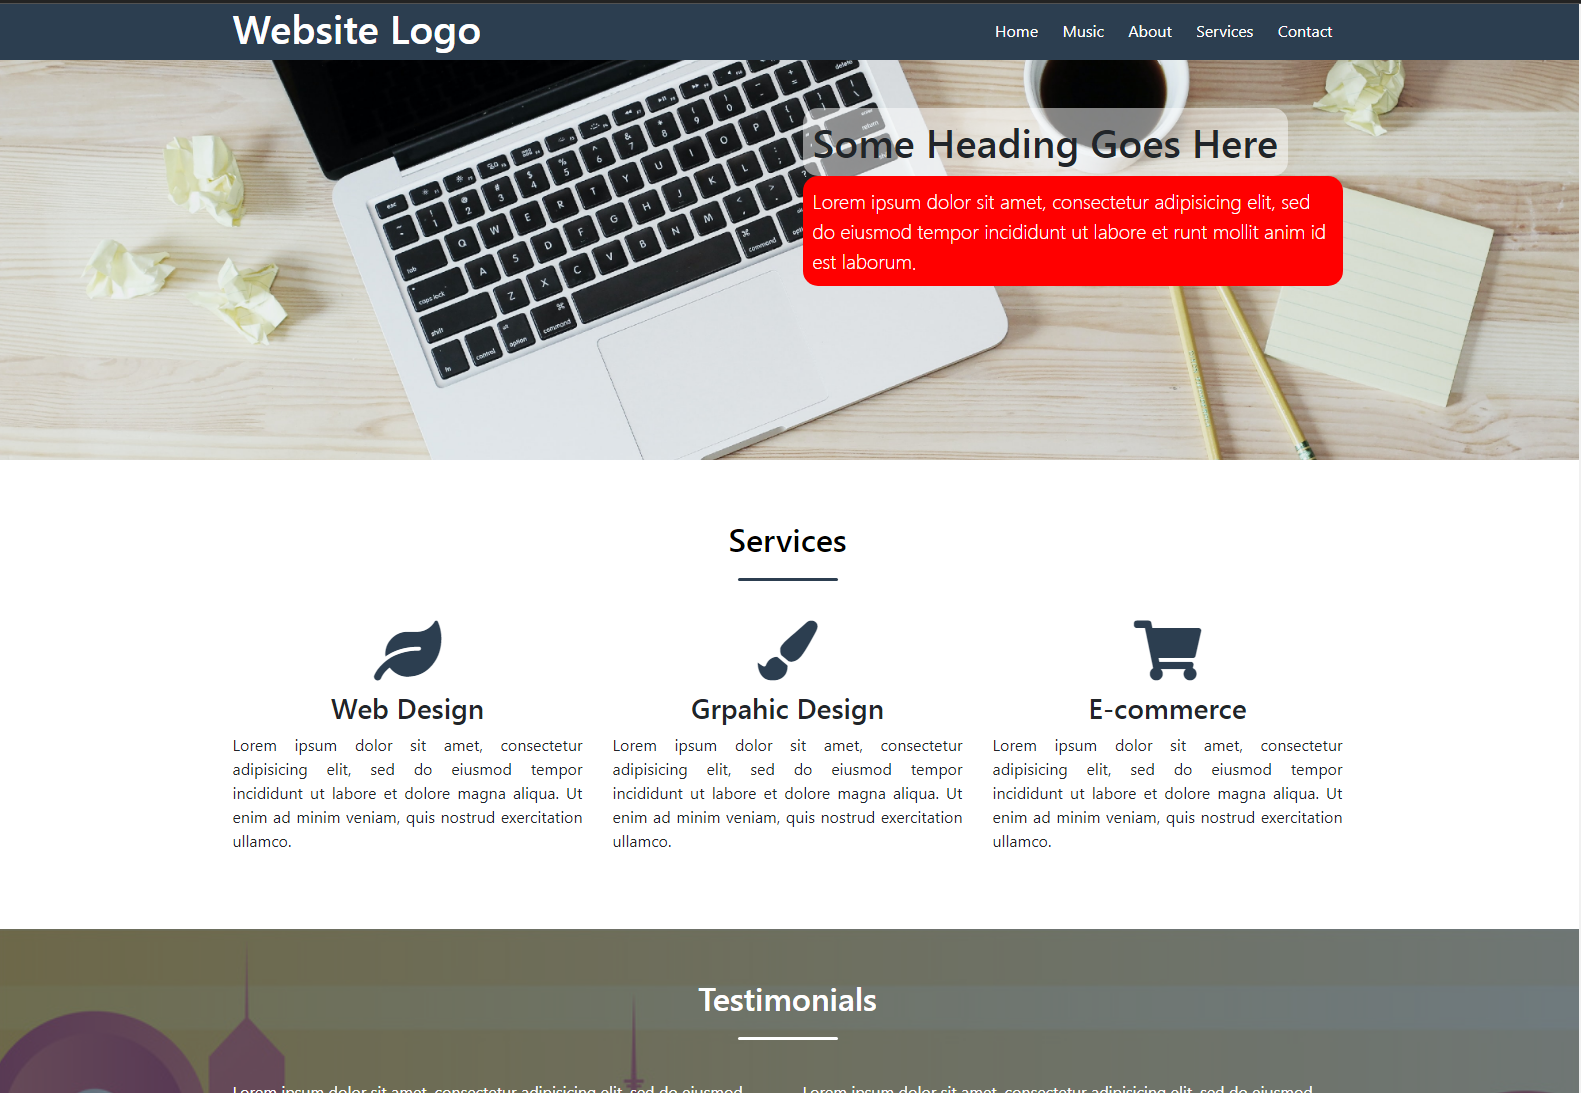 Website Logo
Home Music About Services Contact
Some Heading Goes Here
Lorem ipsum dolor sit amet, consectetur adipisicing elit, sed
do eiusmod tempor incididunt ut labore et runt mollit anim id
est laborum.
Services
Web Design
Lorem ipsum dolor sit amet, consectetur
adipisicing elit, sed do eiusmod tempor
incididunt ut labore et dolore magna aliqua. Ut
enim ad minim veniam, quis nostrud exercitation
ullamco.
Grpahic Design
Lorem ipsum dolor sit amet, consectetur
adipisicing elit, sed do eiusmod tempor
incididunt ut labore et dolore magna aliqua. Ut
enim ad minim veniam, quis nostrud exercitation
ullamco.
E-commerce
Lorem ipsum dolor sit amet, consectetur
adipisicing elit, sed do eiusmod tempor
incididunt ut labore et dolore magna aliqua. Ut
enim ad minim veniam, quis nostrud exercitation
ullamco.
Testimonials
Lorem ipsum dolor sit amet, consectetur adipisicing elit, sed do eiusmod
Lorem ipsum dolor sit amet, consectetur adipisicing elit, sed do eiusmod